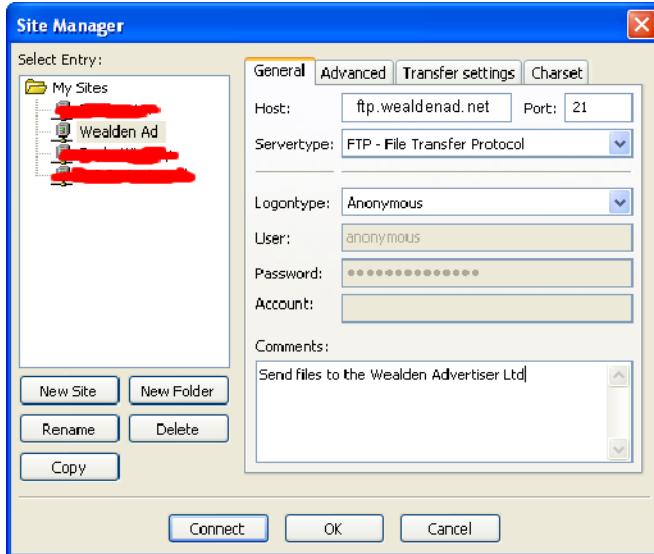 Site Manager
Select Entry:
My Sites
Wealden Ad
New Site New Folder
Rename Delete
Copy
General Advanced Transfer settings Charset
Host: ftp.wealdenad.net Port: 21
Servertype: FTP - File Transfer Protocol
Logontype: Anonymous
User: anonymous
Password: ••••••••••••••
Account:
Comments:
Send files to the Wealden Advertiser Ltd
Connect OK Cancel